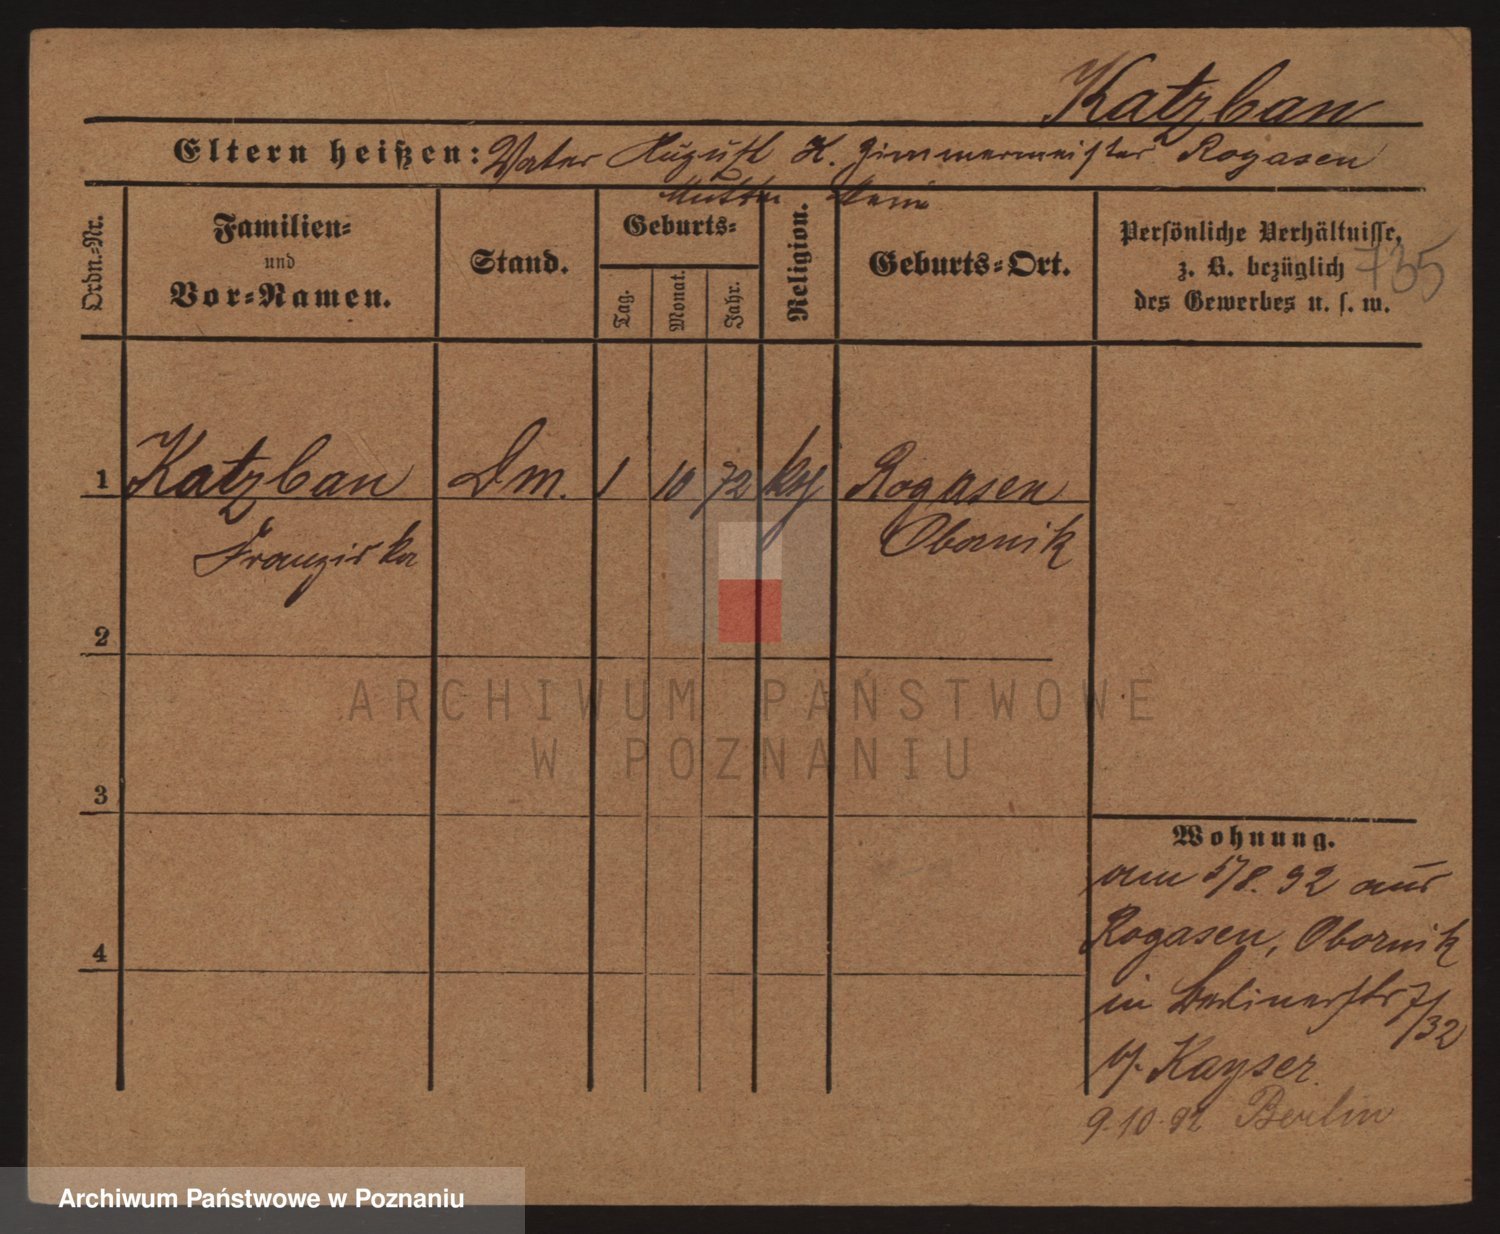 Katzban
Eltern heißen: Vater August K. Zimmermeister Rogasen
Mutter
Ordn.-Nr.
Familien-
und
Vor-Namen.
Stand.
Geburts-
Tag.
Monat.
Jahr.
Religion.
Geburts-Ort.
Persönliche Verhältnisse,
z. B. bezüglich
des Gewerbes u. s. w.
735
1 Katzban Dm. 1 10 72 Rogasen
Franziska Obornik
2
3
4
Wohnung.
am 5/8. 92 aus
Rogasen, Obornik
in Berlinerstr 7/32
b/. Kayser.
9.10.92 Berlin
ARCHIWUM PAŃSTWOWE
W POZNANIU
Archiwum Państwowe w Poznaniu